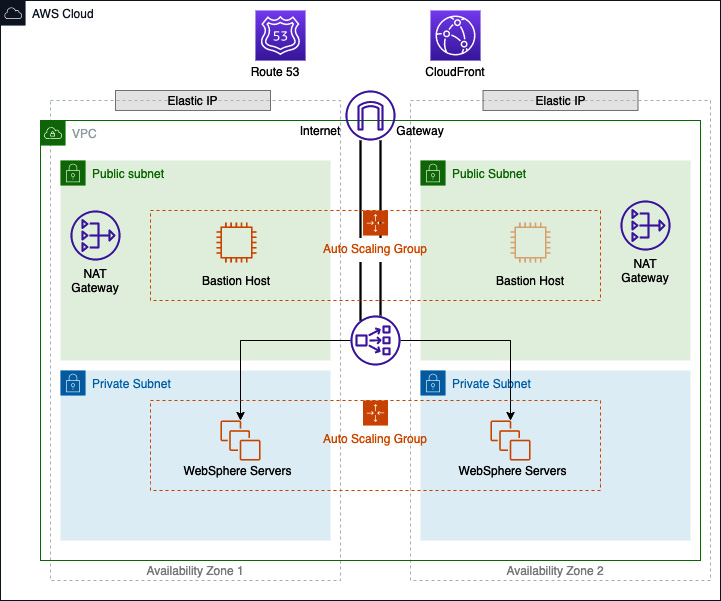 AWS Cloud
53
Route 53
CloudFront
Elastic IP
Elastic IP
Internet
Gateway
VPC
Public subnet
Public Subnet
Auto Scaling Group
NAT
Gateway
Bastion Host
Bastion Host
NAT
Gateway
Private Subnet
Private Subnet
Auto Scaling Group
WebSphere Servers
WebSphere Servers
Availability Zone 1
Availability Zone 2